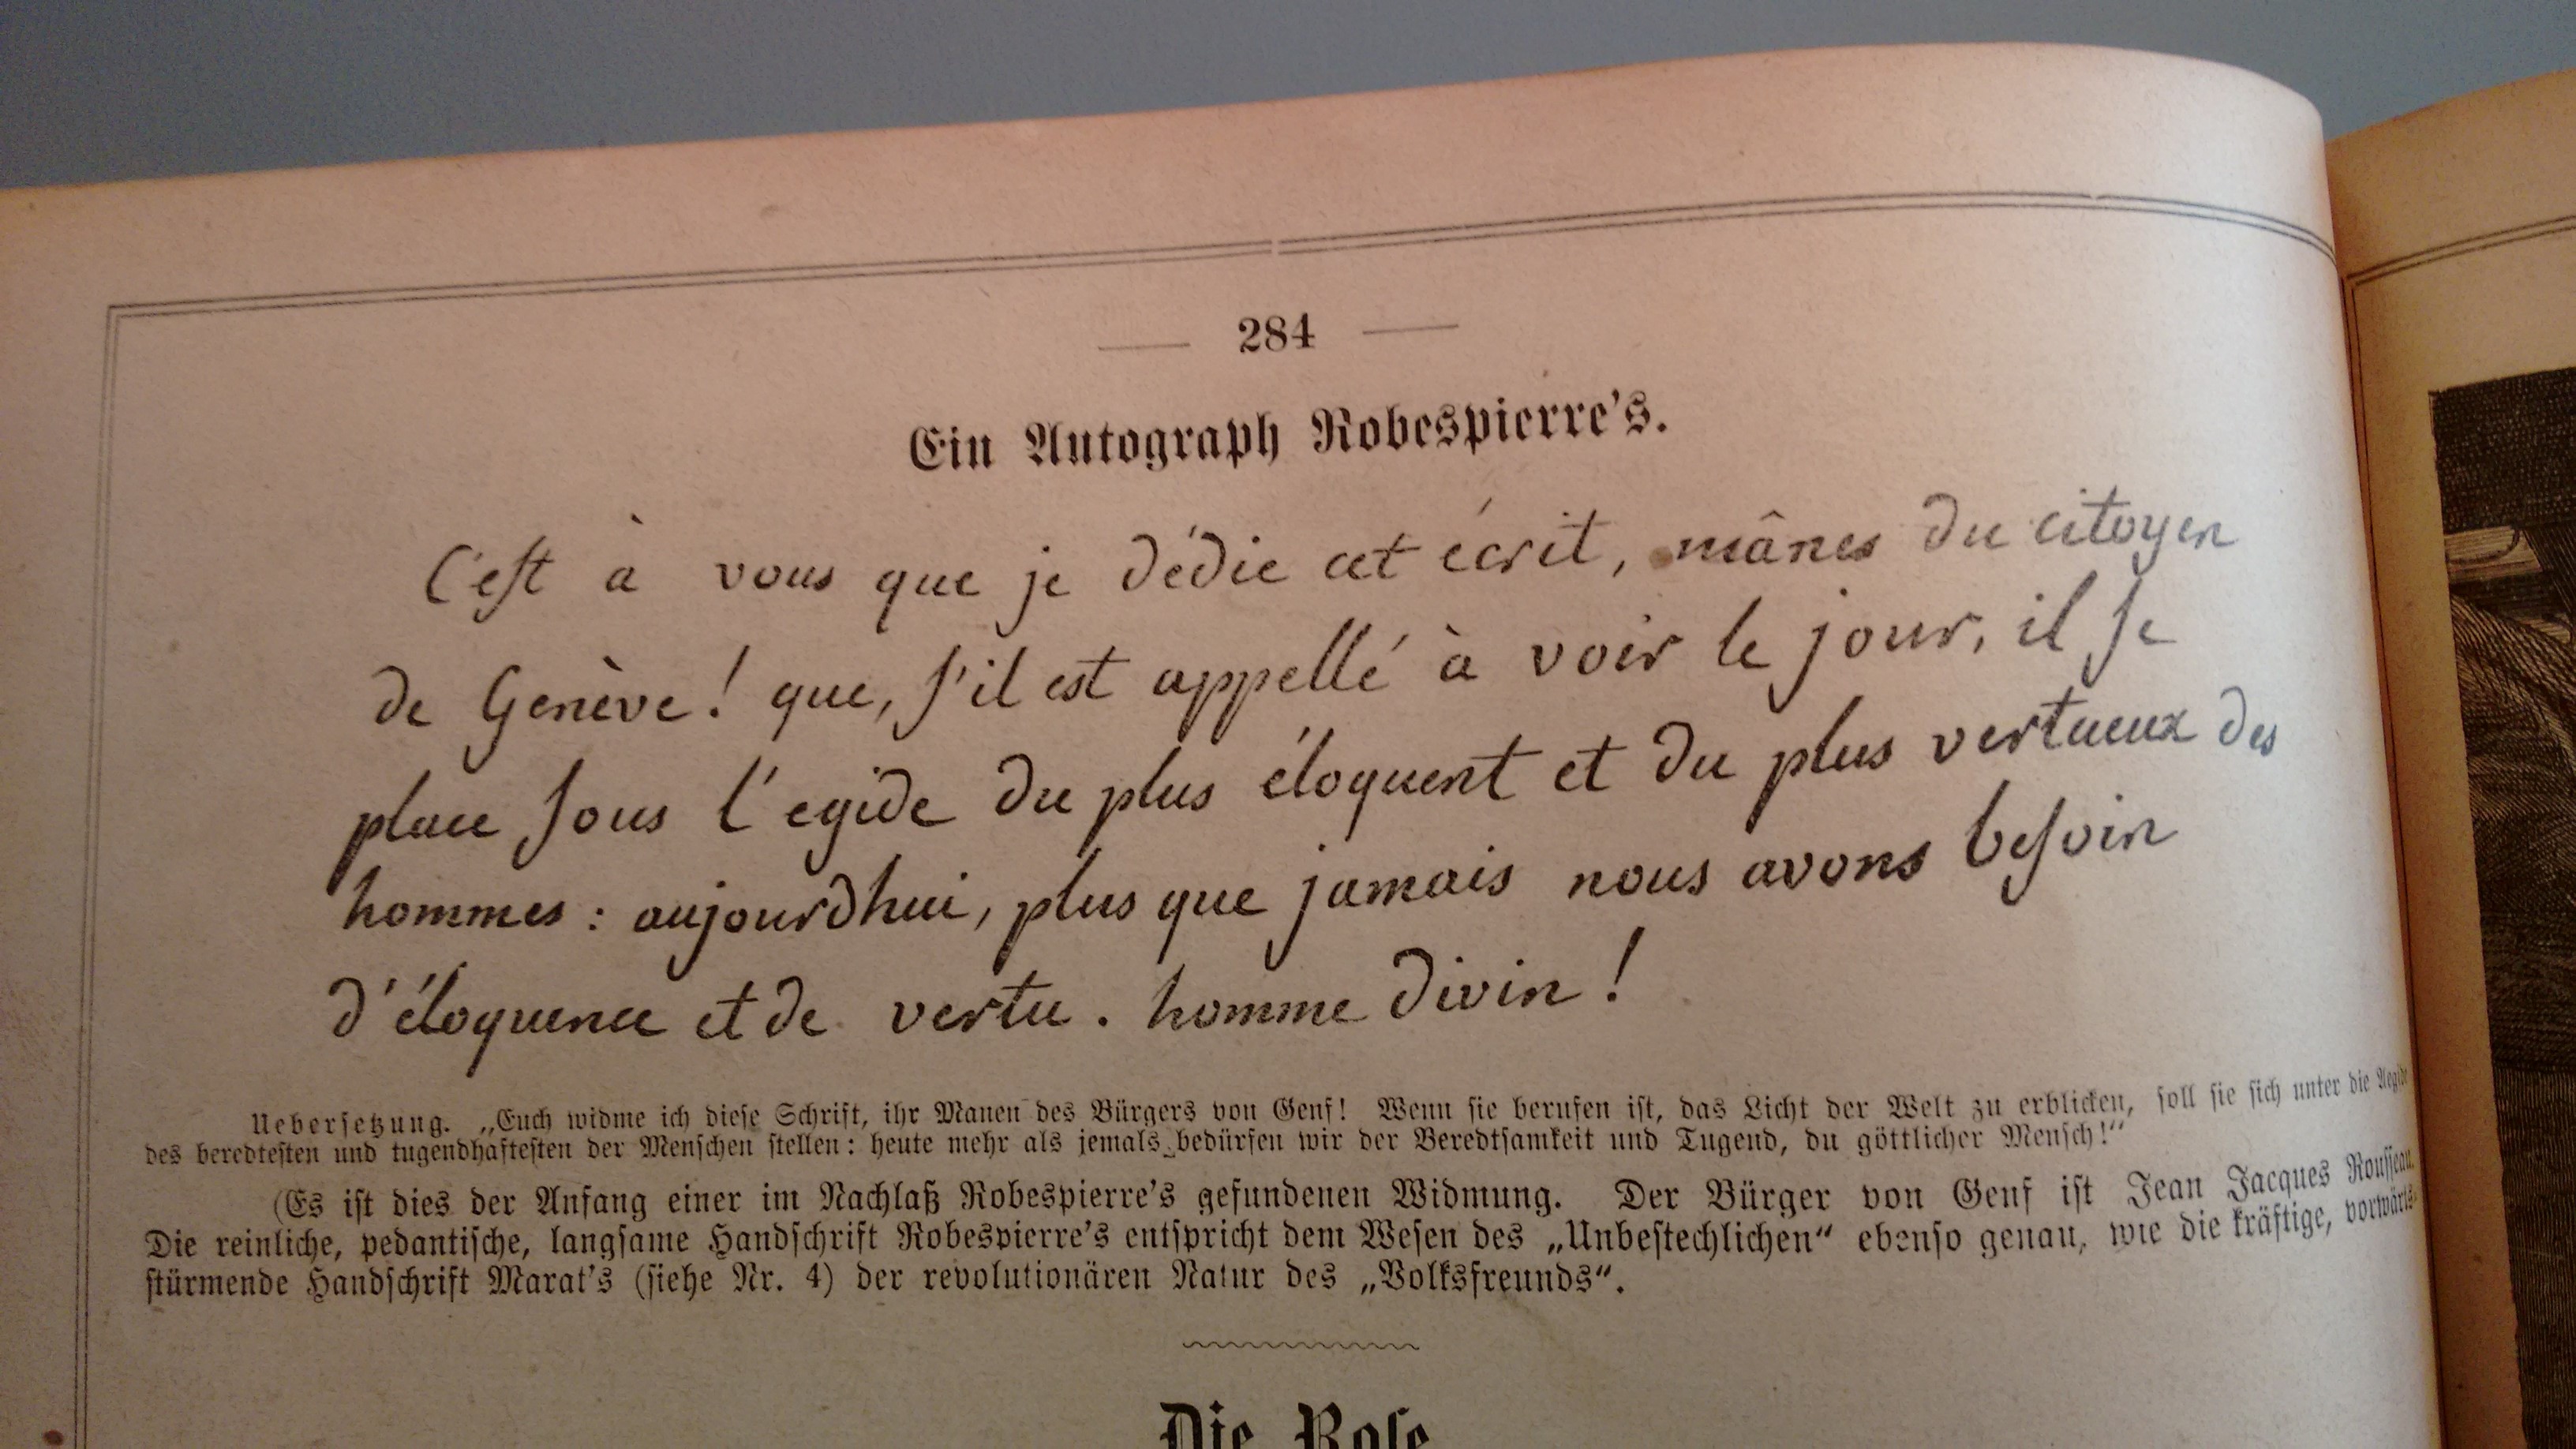 — 284 —
Ein Autograph Robespierre's.
C'eſt à vous que je dédie cet écrit, mânes du citoyen
de Genève! que, ſ'il est appellé à voir le jour, il ſe
place ſous l'egide du plus éloquent et du plus vertueux des
hommes : aujourdhui, plus que jamais nous avons beſoin
d'éloquence et de vertu . homme divin !
Ueberſetzung. „Euch widme ich dieſe Schrift, ihr Manen des Bürgers von Genf! Wenn ſie berufen iſt, das Licht der Welt zu erblicken, ſoll ſie ſich unter die Aegide
des beredteſten und tugendhafteſten der Menſchen ſtellen: heute mehr als jemals bedürfen wir der Beredtſamkeit und Tugend, du göttlicher Menſch!“
(Es iſt dies der Anfang einer im Nachlaß Robespierre's gefundenen Widmung. Der Bürger von Genf iſt Jean Jacques Rouſſeau.
Die reinliche, pedantiſche, langſame Handſchrift Robespierre's entſpricht dem Weſen des „Unbeſtechlichen“ ebenſo genau, wie die kräftige, vorwärts-
ſtürmende Handſchrift Marat's (ſiehe Nr. 4) der revolutionären Natur des „Volksfreunds“.
Die Roſe